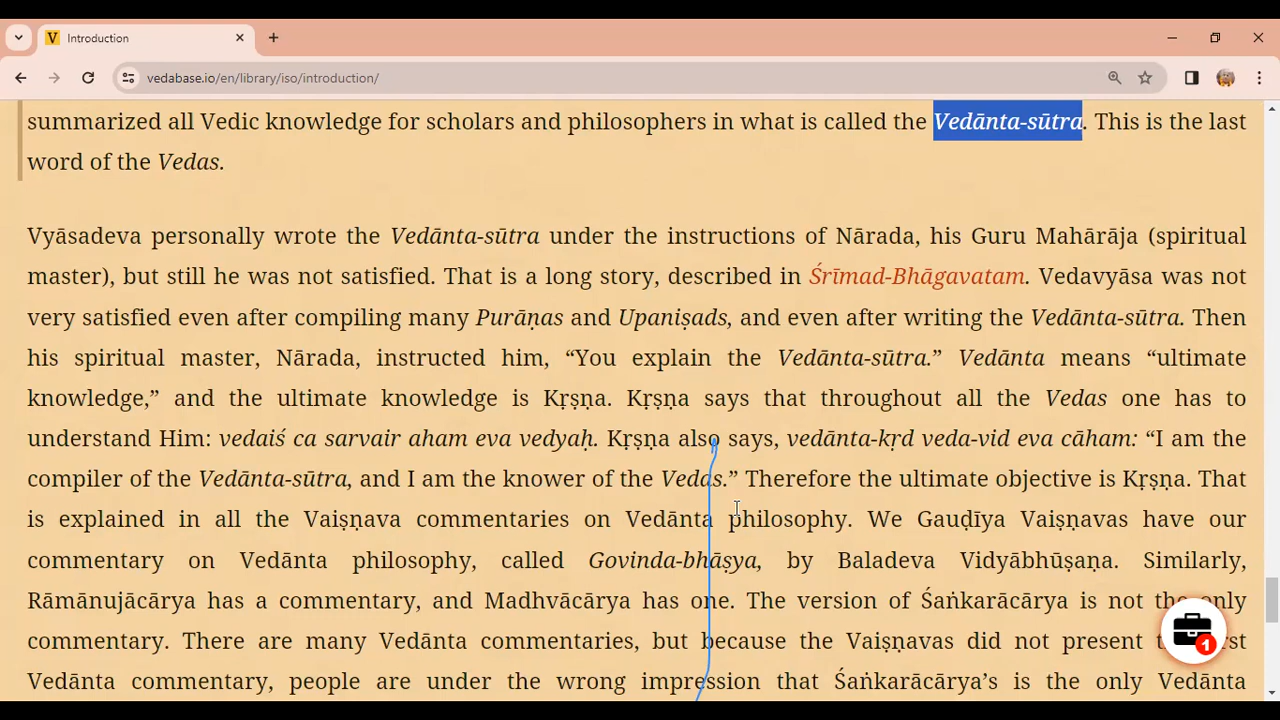 Introduction
vedabase.io/en/library/iso/introduction/
summarized all Vedic knowledge for scholars and philosophers in what is called the Vedānta-sūtra. This is the last
word of the Vedas.
Vyāsadeva personally wrote the Vedānta-sūtra under the instructions of Nārada, his Guru Mahārāja (spiritual
master), but still he was not satisfied. That is a long story, described in Śrīmad-Bhāgavatam. Vedavyāsa was not
very satisfied even after compiling many Purāṇas and Upaniṣads, and even after writing the Vedānta-sūtra. Then
his spiritual master, Nārada, instructed him, “You explain the Vedānta-sūtra.” Vedānta means “ultimate
knowledge,” and the ultimate knowledge is Kṛṣṇa. Kṛṣṇa says that throughout all the Vedas one has to
understand Him: vedaiś ca sarvair aham eva vedyaḥ. Kṛṣṇa also says, vedānta-kṛd veda-vid eva cāham: “I am the
compiler of the Vedānta-sūtra, and I am the knower of the Vedas.” Therefore the ultimate objective is Kṛṣṇa. That
is explained in all the Vaiṣṇava commentaries on Vedānta philosophy. We Gauḍīya Vaiṣṇavas have our
commentary on Vedānta philosophy, called Govinda-bhāṣya, by Baladeva Vidyābhūṣaṇa. Similarly,
Rāmānujācārya has a commentary, and Madhvācārya has one. The version of Śaṅkarācārya is not the only
commentary. There are many Vedānta commentaries, but because the Vaiṣṇavas did not present
Vedānta commentary, people are under the wrong impression that Śaṅkarācārya’s is the only Vedānta
1